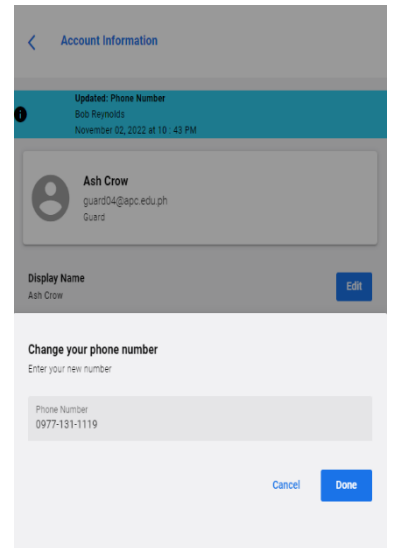 Account Information
Updated: Phone Number
Bob Reynolds
November 02, 2022 at 10 : 43 PM
Ash Crow
guard04@apc.edu.ph
Guard
Display Name
Ash Crow
Edit
Change your phone number
Enter your new number
Phone Number
0977-131-1119
Cancel
Done